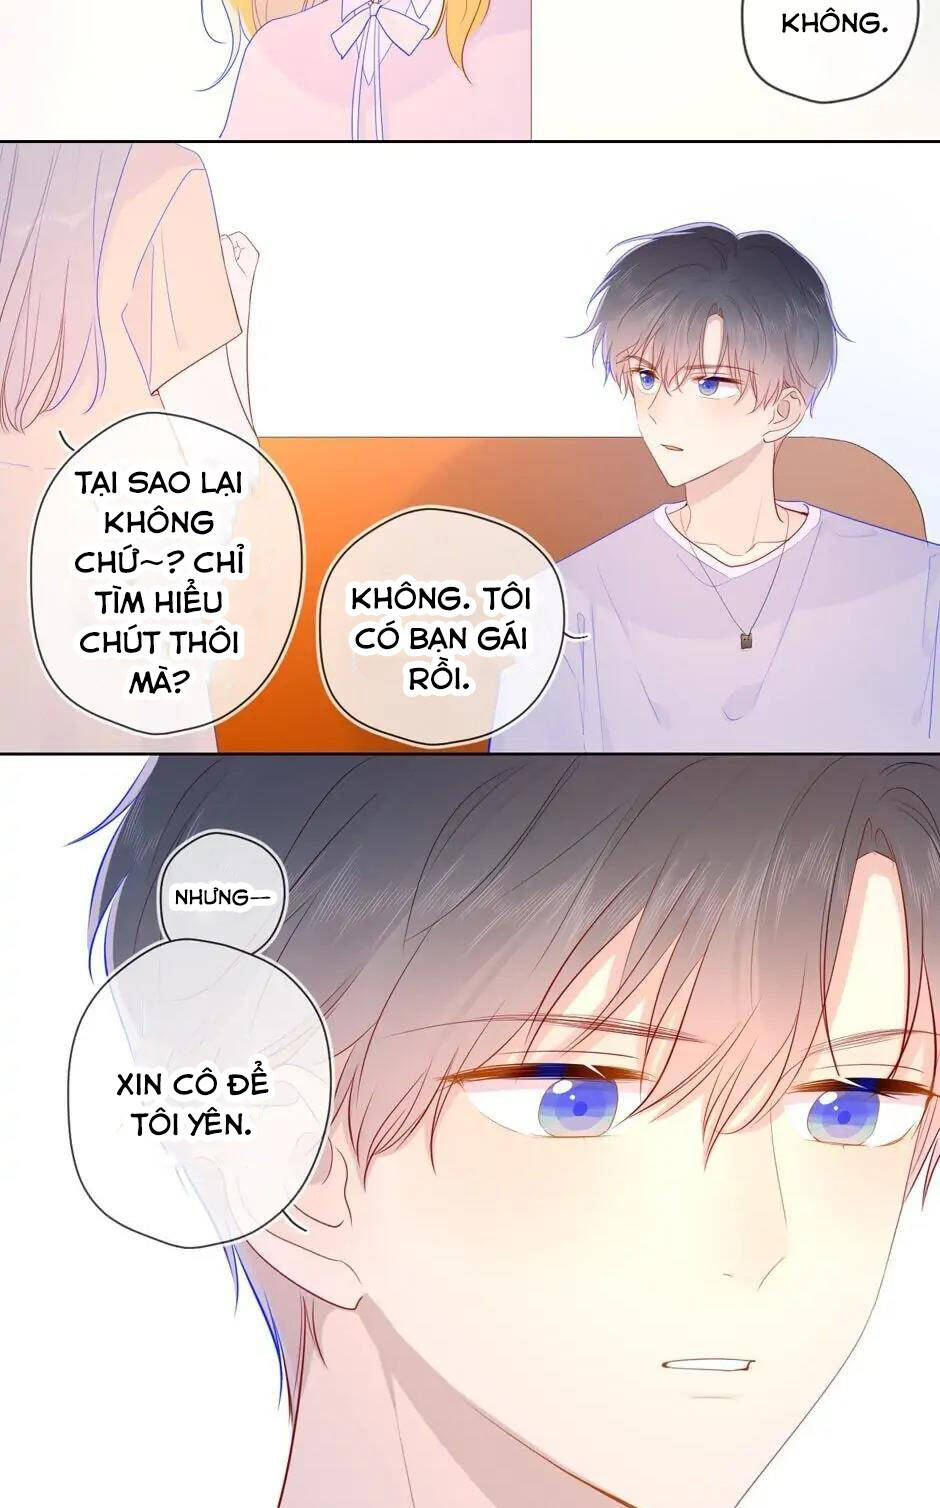 KHÔNG.
TẠI SAO LẠI
KHÔNG
CHỨ~? CHỈ
TÌM HIỂU
CHÚT THÔI
MÀ?
KHÔNG. TÔI
CÓ BẠN GÁI
RỒI.
NHƯNG--
XIN CÔ ĐỂ
TÔI YÊN.